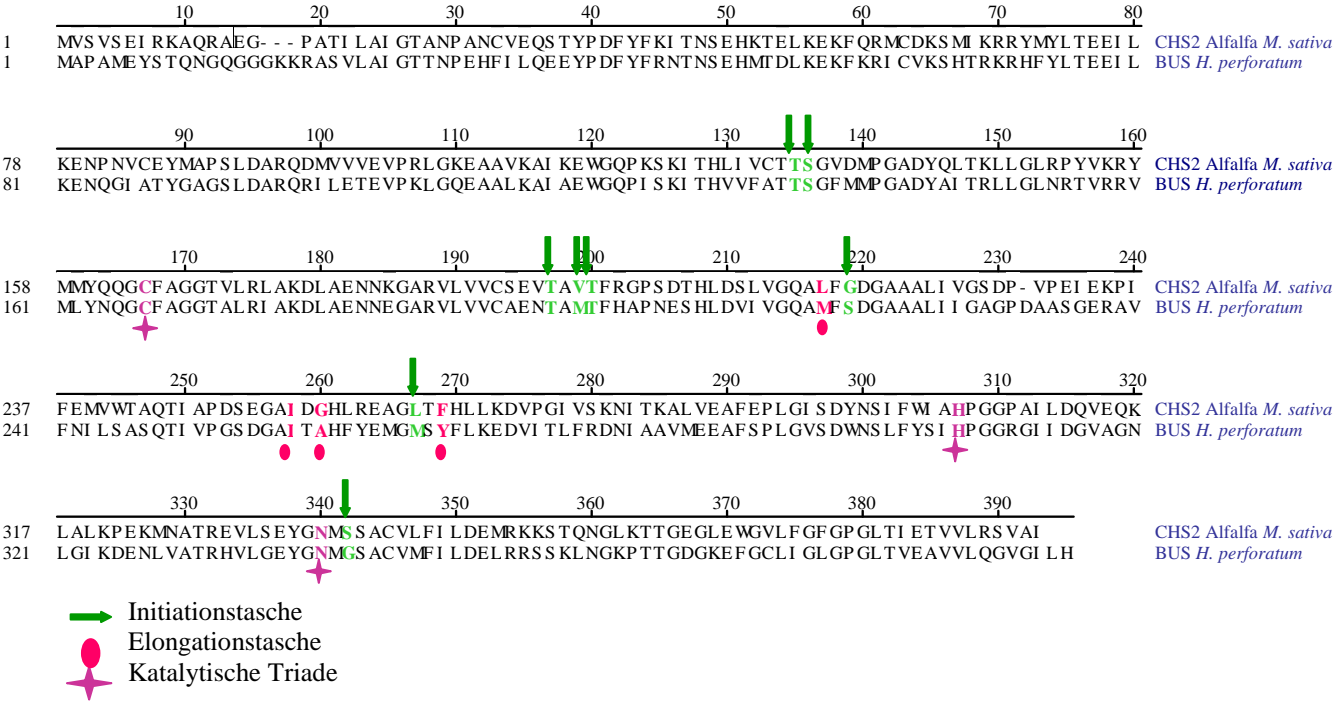 10 20 30 40 50 60 70 80
1 MVSVSEIRKAQRAEG---PATILAIGTANPANCVEQSTYPDFYFKITNSEHKTELKEKFQRMCDKSMIKRRYMYLTEEIL CHS2 Alfalfa M. sativa
1 MAPAMEYSTQNGQGGGKKRASVLAIGTTNPEHFILQEEYPDFYFRNTNSEHMTDLKEKFKRICVKSHTRKRHFYLTEEIL BUS H. perforatum
90 100 110 120 130 140 150 160
78 KENPNVCEYMAPSLDARQDMVVVEVPRLGKEAAVKAIKEWGQPKSKITHLIVCTTSGVDMPGADYQLTKLLGLRPYVKRY CHS2 Alfalfa M. sativa
81 KENQGIATYGAGSLDARQRILETEVPKLGQEAALKAIAEWGQPISKITHVVFATTSGFMMPGADYAITRLLGLNRTVRRV BUS H. perforatum
170 180 190 200 210 220 230 240
158 MMYQQGCFAGGTVLRLAKDLAENNKGARVLVVCSEVTAVTFRGPSDTHLDSLVGQALFGDGAAALIVGSDP-VPEIEKPI CHS2 Alfalfa M. sativa
161 MLYNQGCFAGGTALRIAKDLAENNEGARVLVVCAENTAMTFHAPNESHLDVIVGQAMFSDGAAALIIGAGPDAASGERAV BUS H. perforatum
250 260 270 280 290 300 310 320
237 FEMVWTAQTIAPDSEGAIDGHLREAGLTFHLLKDVPGIVSKNITKALVEAFEPLGISDYNSIFWIAHPGGPAILDQVEQK CHS2 Alfalfa M. sativa
241 FNILSASQTIVPGSDGAITAHFYEMGMSYFLKEDVITLFRDNIAAVMEEAFSPLGVSDWNSLFYSIHPGGRGIIDGVAGN BUS H. perforatum
330 340 350 360 370 380 390
317 LALKPEKMNATREVLSEYGNMSSACVLFILDEMRKKSTQNGLKTTGEGLEWGVLFGFGPGLTIETVVLRSVAI CHS2 Alfalfa M. sativa
321 LGIKDENLVATRHVLGEYGNMGSACVMFILDELRRSSKLNGKPTTGDGKEFGCLIGLGPGLTVEAVVLQGVGILH BUS H. perforatum
Initiationstasche
Elongationstasche
Katalytische Triade